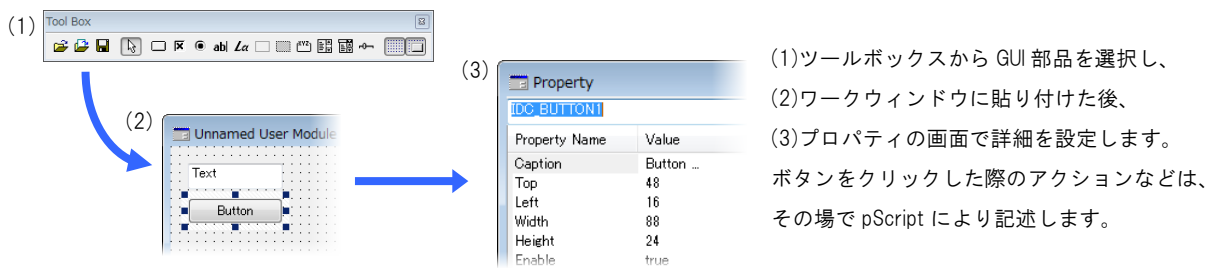 (1)
Tool Box
ab| Lα
(2)
Unnamed User Module
Text
Button
(3)
Property
IDC_BUTTON1
Property Name Value
Caption Button ...
Top 48
Left 16
Width 88
Height 24
Enable true
(1)ツールボックスから GUI 部品を選択し、
(2)ワークウィンドウに貼り付けた後、
(3)プロパティの画面で詳細を設定します。
ボタンをクリックした際のアクションなどは、
その場で pScript により記述します。